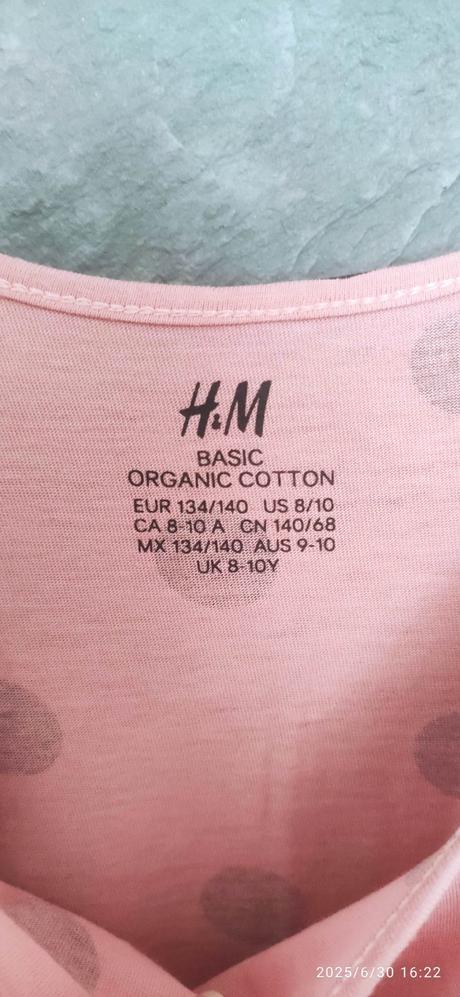 H&M
BASIC
ORGANIC COTTON
EUR 134/140 US 8/10
CA 8-10 A CN 140/68
MX 134/140 AUS 9-10
UK 8-10Y
2025/6/30 16:22